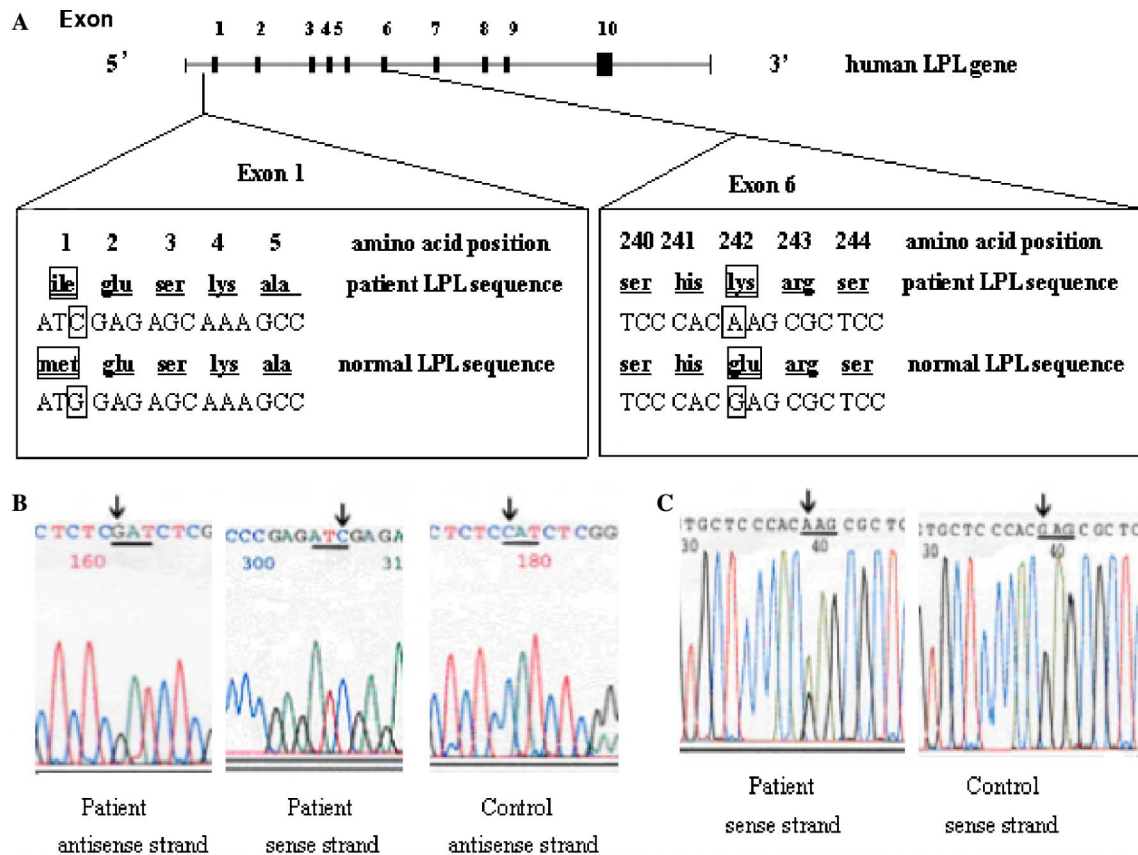 A Exon
1 2 3 4 5 6 7 8 9 10
5’ 3’ human LPL gene
Exon 1
1 2 3 4 5 amino acid position
ile glu ser lys ala patient LPL sequence
ATC GAG AGC AAA GCC
met glu ser lys ala normal LPL sequence
ATG GAG AGC AAA GCC
Exon 6
240 241 242 243 244 amino acid position
ser his lys arg ser patient LPL sequence
TCC CAC AAG CGC TCC
ser his glu arg ser normal LPL sequence
TCC CAC GAG CGC TCC
B
CTCTCGATCTCG
160
Patient
antisense strand
CCCGAGATCGAGA
300 31
Patient
sense strand
CTCTCCATCTCGG
180
Control
antisense strand
C
GTGCTCCCACAAGCGCTC
30 40
Patient
sense strand
GTGCTCCCACGAGCGCTC
30 40
Control
sense strand